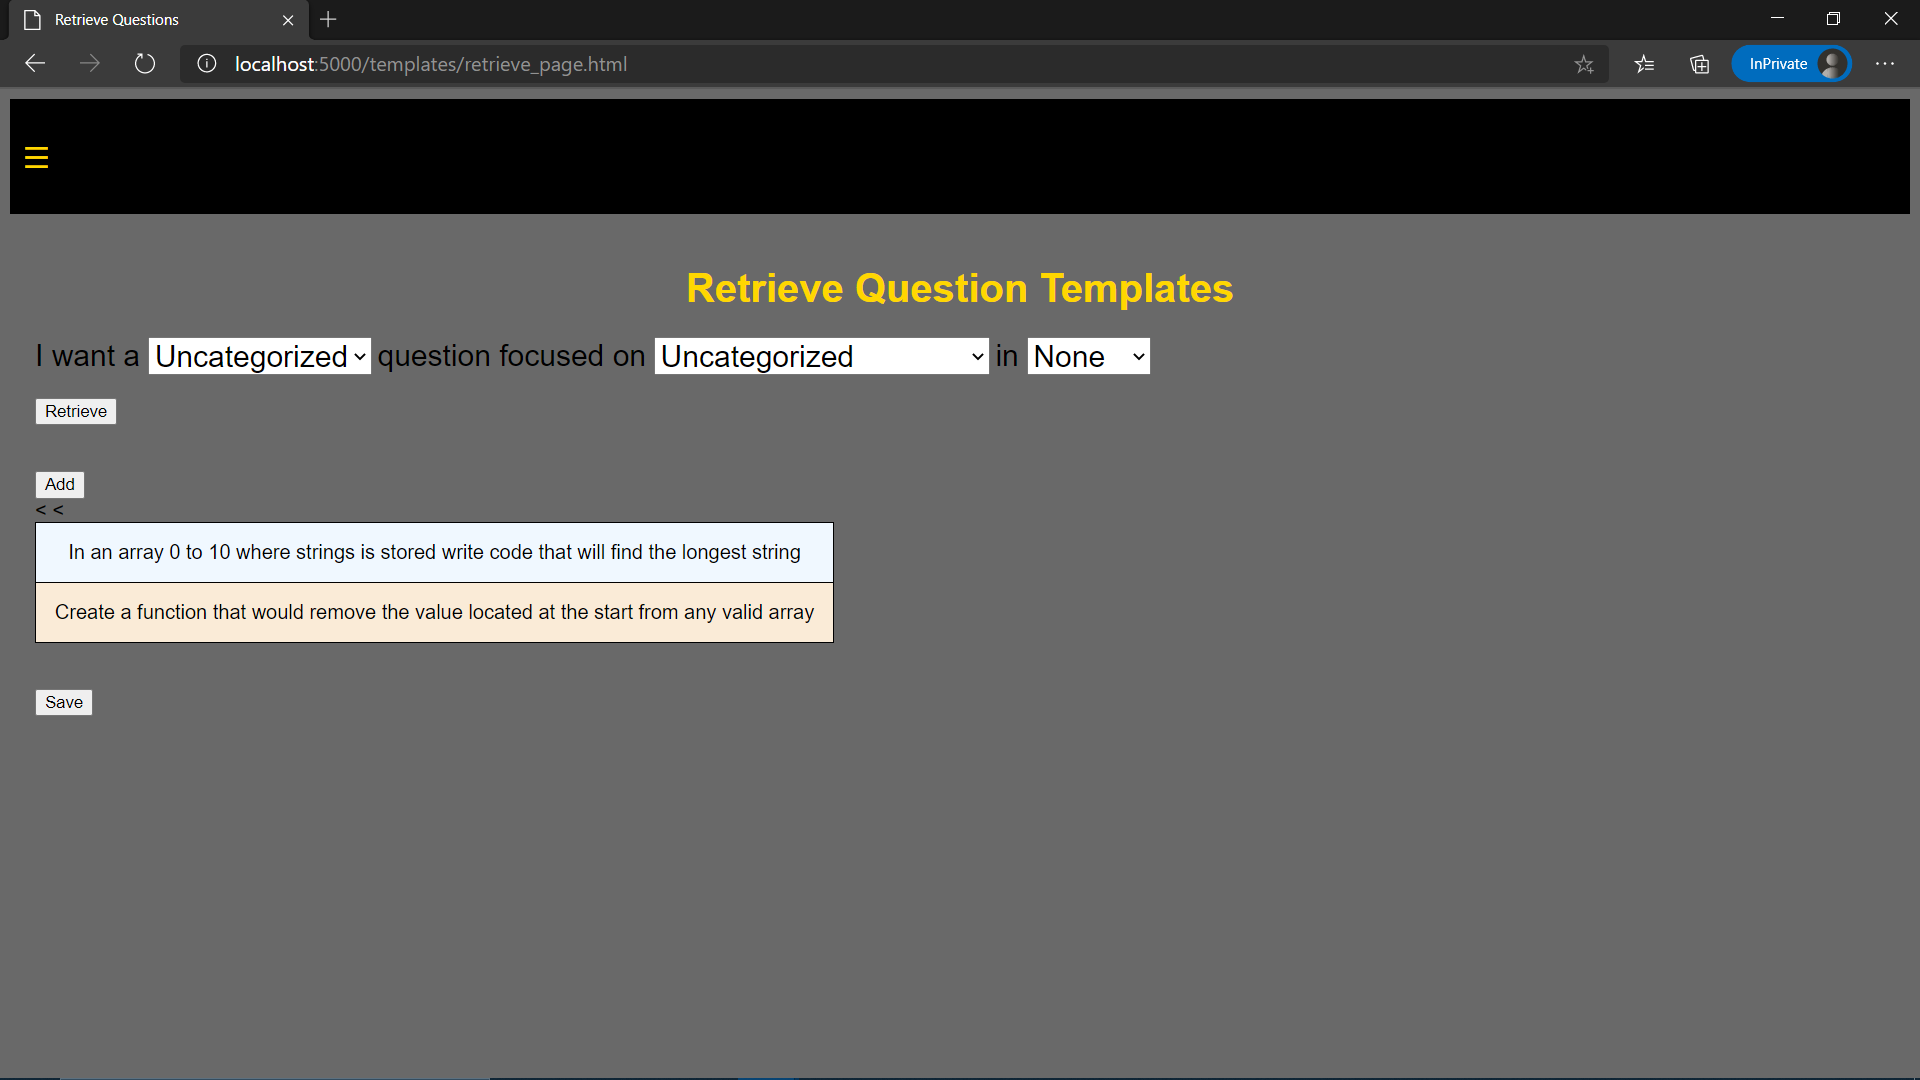 Retrieve Questions
localhost:5000/templates/retrieve_page.html
InPrivate
☰
Retrieve Question Templates
I want a Uncategorized question focused on Uncategorized in None
Retrieve
Add
< <
In an array 0 to 10 where strings is stored write code that will find the longest string
Create a function that would remove the value located at the start from any valid array
Save